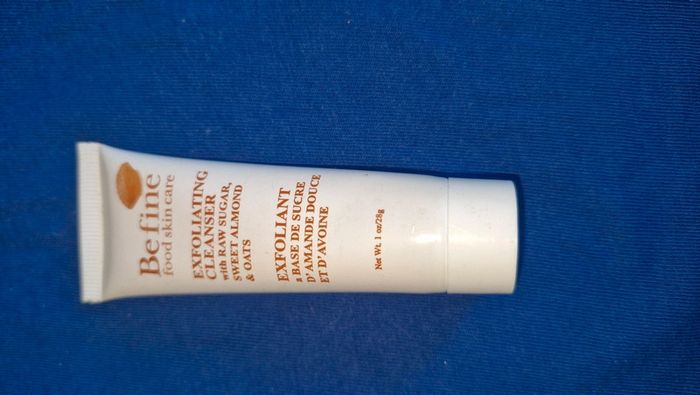 Befine
food skin care
EXFOLIATING
CLEANSER
with RAW SUGAR,
SWEET ALMOND
& OATS
EXFOLIANT
à BASE DE SUCRE
D'AMANDE DOUCE
ET D'AVOINE
Net Wt. 1 oz/28g